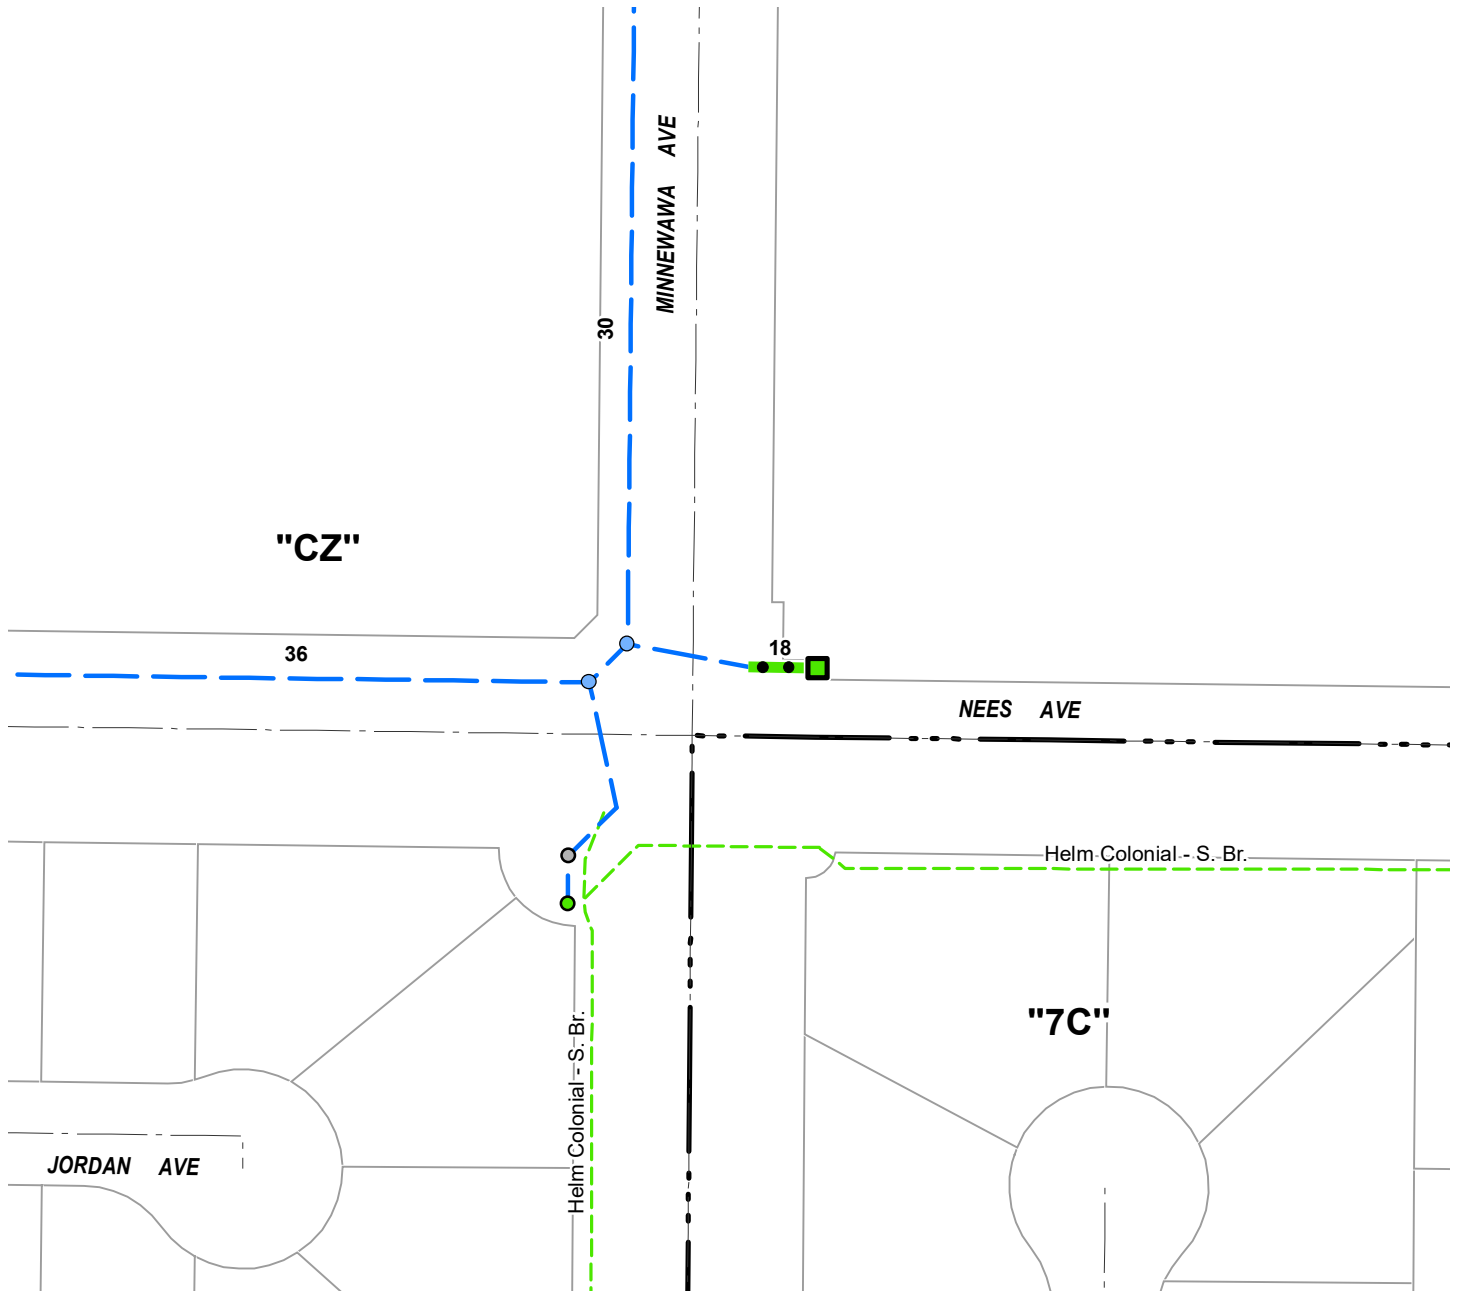 MINNEWAWA AVE
30
"CZ"
36
18
NEES AVE
Helm Colonial - S. Br.
"7C"
Helm Colonial - S. Br.
JORDAN AVE